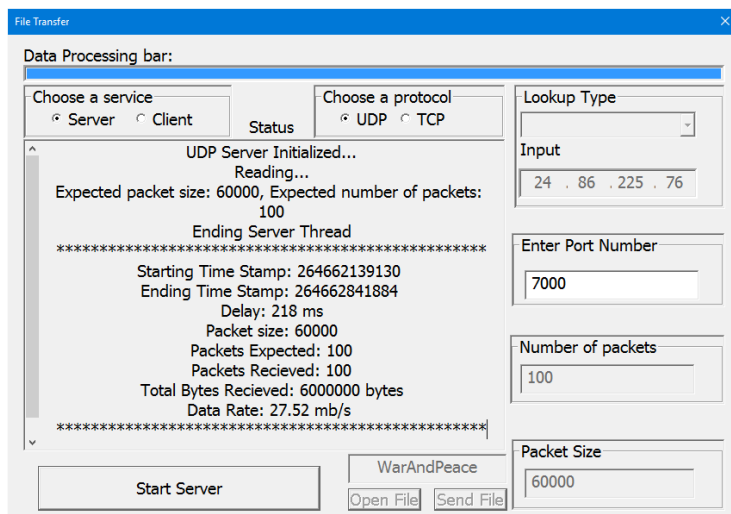 File Transfer
Data Processing bar:
Choose a service
Server Client
Status
Choose a protocol
UDP TCP
Lookup Type
Input
24 . 86 . 225 . 76
UDP Server Initialized...
Reading...
Expected packet size: 60000, Expected number of packets:
100
Ending Server Thread
**************************************************
Starting Time Stamp: 264662139130
Ending Time Stamp: 264662841884
Delay: 218 ms
Packet size: 60000
Packets Expected: 100
Packets Recieved: 100
Total Bytes Recieved: 6000000 bytes
Data Rate: 27.52 mb/s
**************************************************
Enter Port Number
7000
Number of packets
100
Packet Size
60000
Start Server
WarAndPeace
Open File Send File